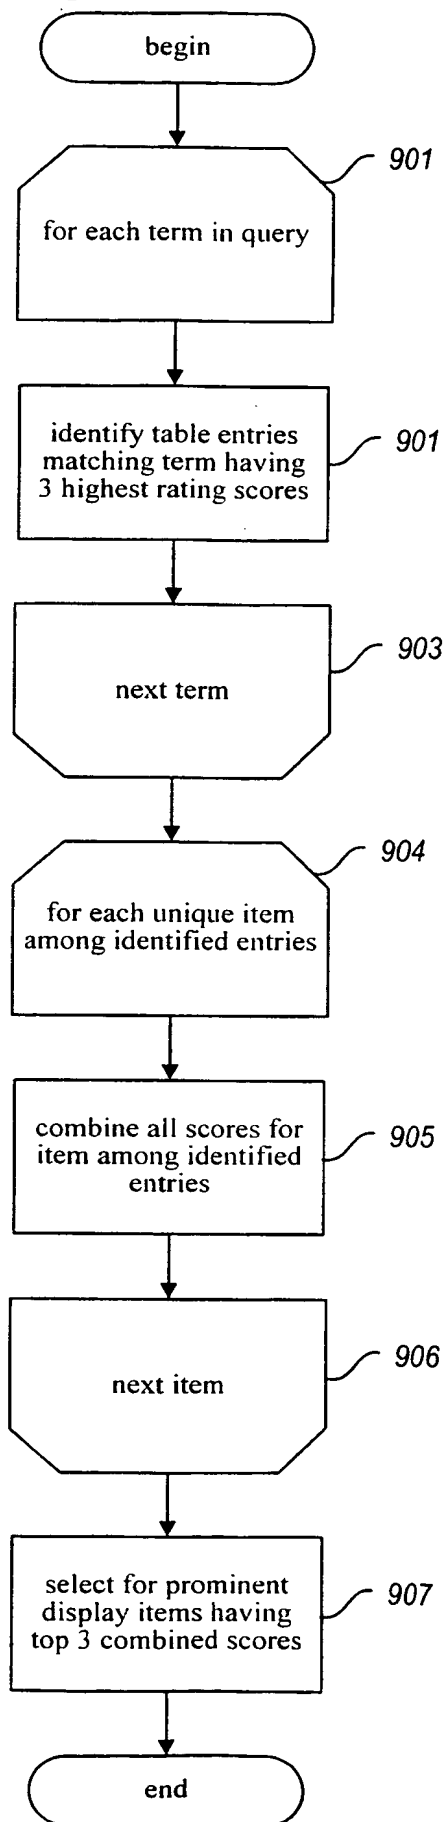 begin
901
for each term in query
identify table entries
matching term having
3 highest rating scores
901
903
next term
904
for each unique item
among identified entries
combine all scores for
item among identified
entries
905
906
next item
select for prominent
display items having
top 3 combined scores
907
end